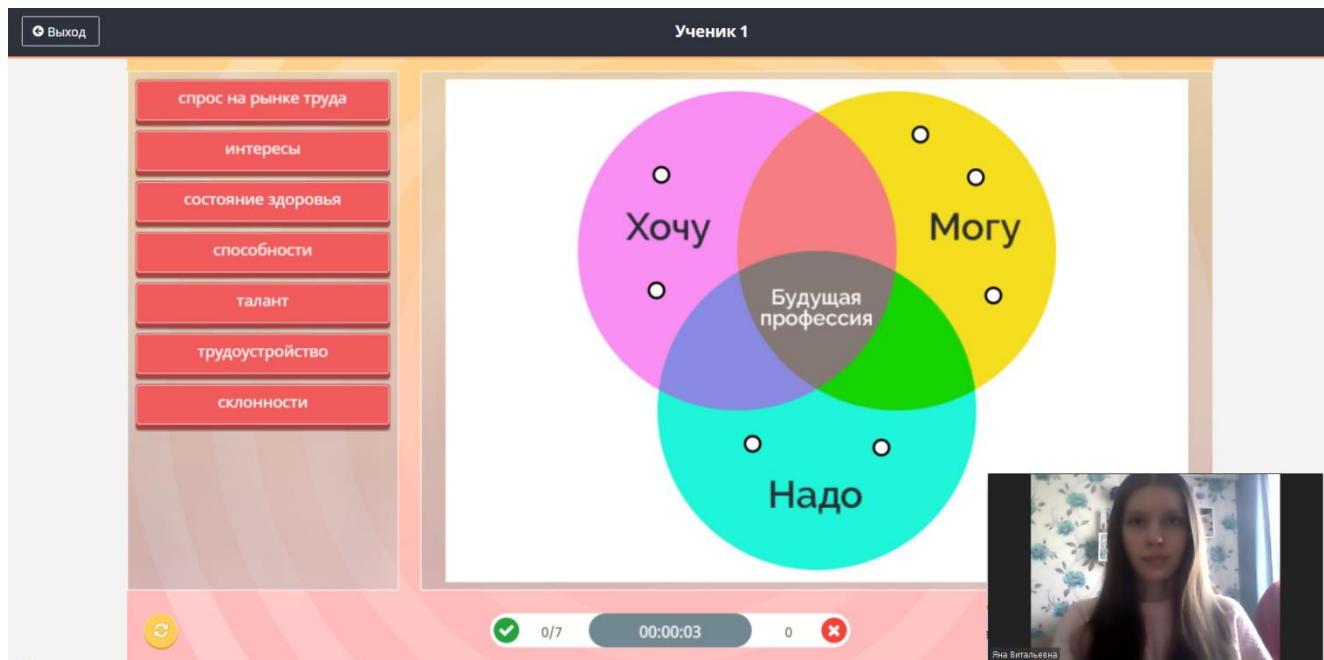 Выход
Ученик 1
спрос на рынке труда
интересы
состояние здоровья
способности
талант
трудоустройство
склонности
Хочу
Могу
Будущая
профессия
Надо
0/7
00:00:03
0
Яна Витальевна